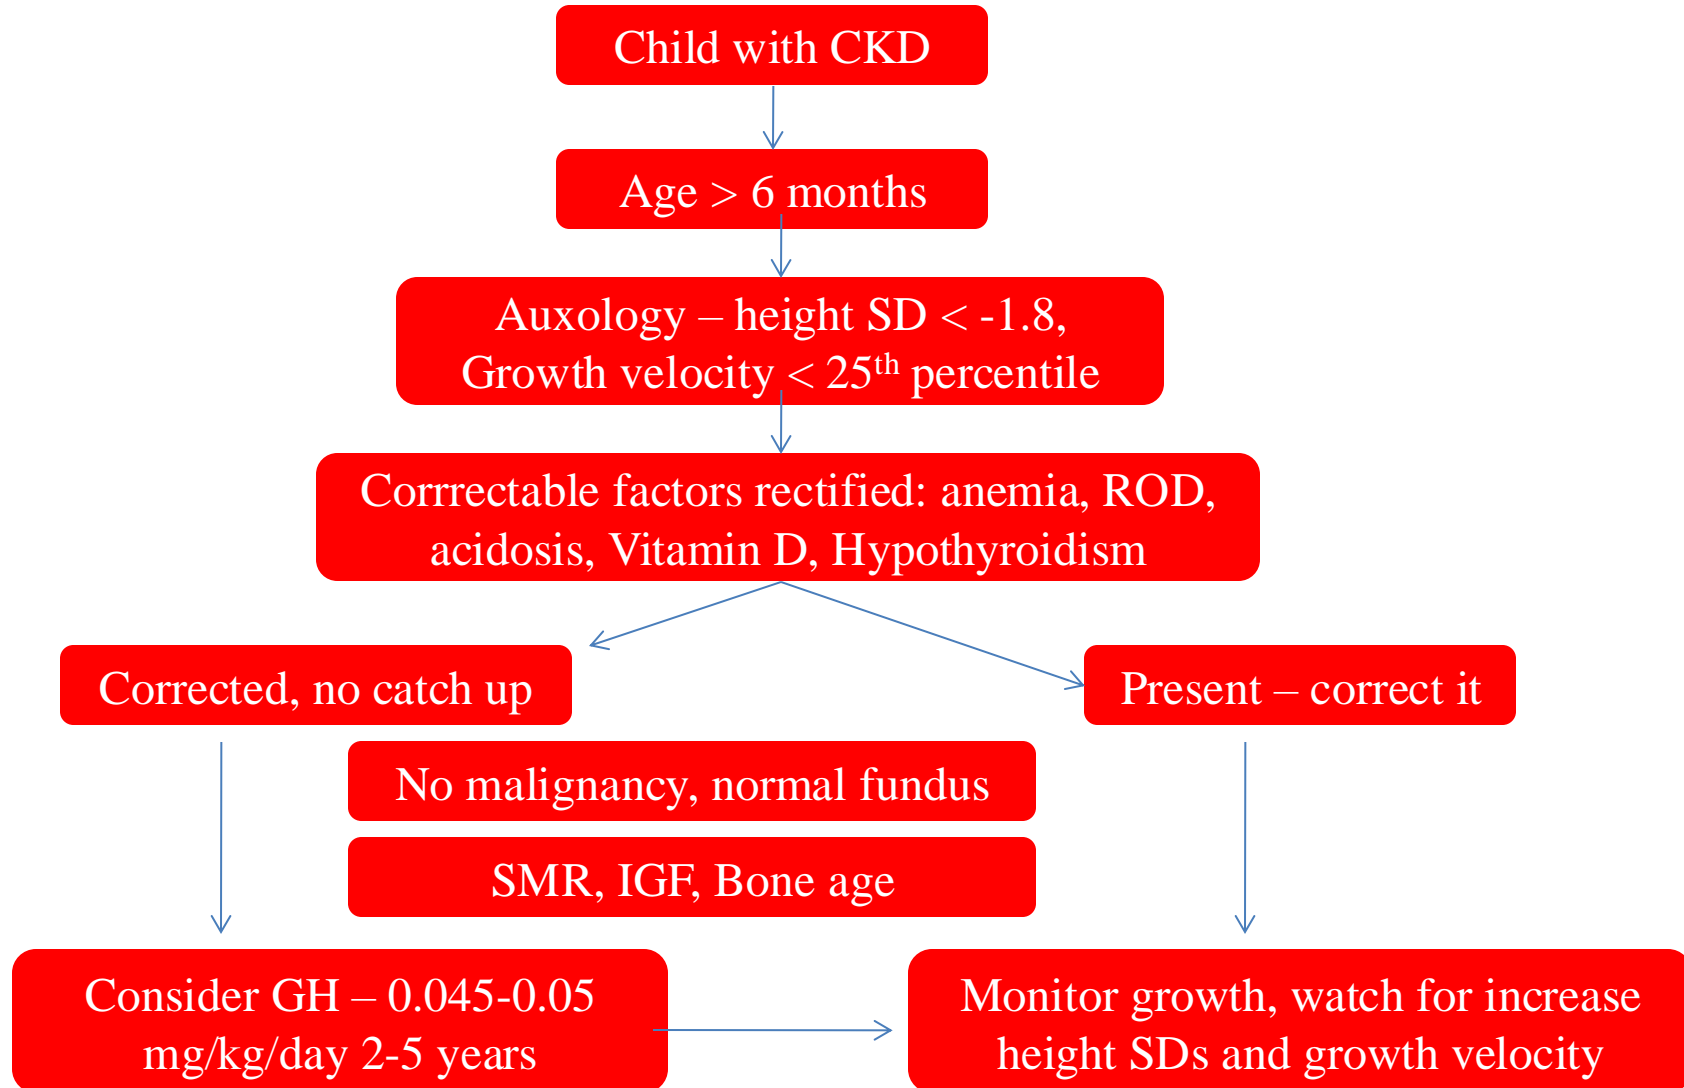 Child with CKD
Age > 6 months
Auxology – height SD < -1.8,
Growth velocity < 25th percentile
Corrrectable factors rectified: anemia, ROD,
acidosis, Vitamin D, Hypothyroidism
Corrected, no catch up
Present – correct it
No malignancy, normal fundus
SMR, IGF, Bone age
Consider GH – 0.045-0.05
mg/kg/day 2-5 years
Monitor growth, watch for increase
height SDs and growth velocity